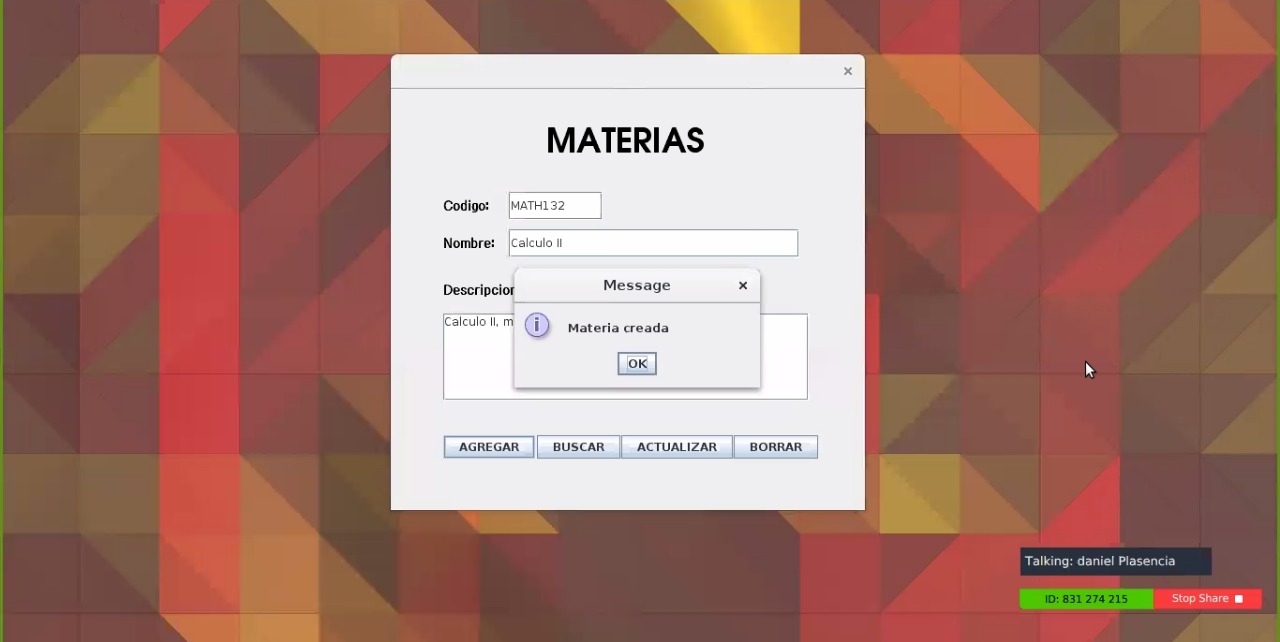 MATERIAS
Codigo: MATH132
Nombre: Calculo II
Descripcion
Calculo II, m
Message
i
Materia creada
OK
AGREGAR BUSCAR ACTUALIZAR BORRAR
Talking: daniel Plasencia
ID: 831 274 215 Stop Share